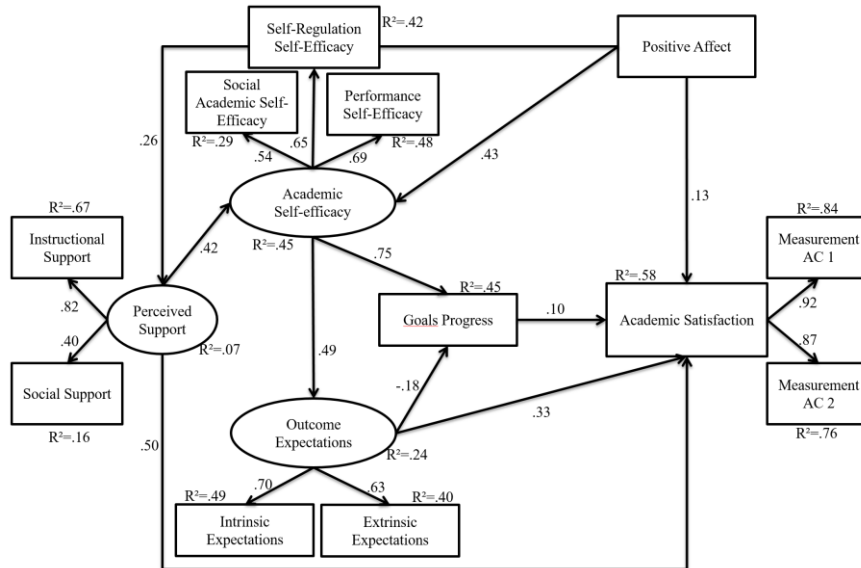 Self-Regulation
Self-Efficacy
R²=.42
Positive Affect
Social
Academic Self-
Efficacy
Performance
Self-Efficacy
R²=.29
.54
.65
.69
R²=.48
.26
.43
.13
R²=.67
Instructional
Support
.82
.42
Academic
Self-efficacy
R²=.45
.75
R²=.84
Measurement
AC 1
.92
R²=.58
R²=.45
Perceived
Support
R²=.07
Goals Progress
.10
Academic Satisfaction
.40
.49
.87
Social Support
R²=.16
-.18
.33
Measurement
AC 2
R²=.76
.50
Outcome
Expectations
R²=.24
R²=.49
.70
.63
R²=.40
Intrinsic
Expectations
Extrinsic
Expectations